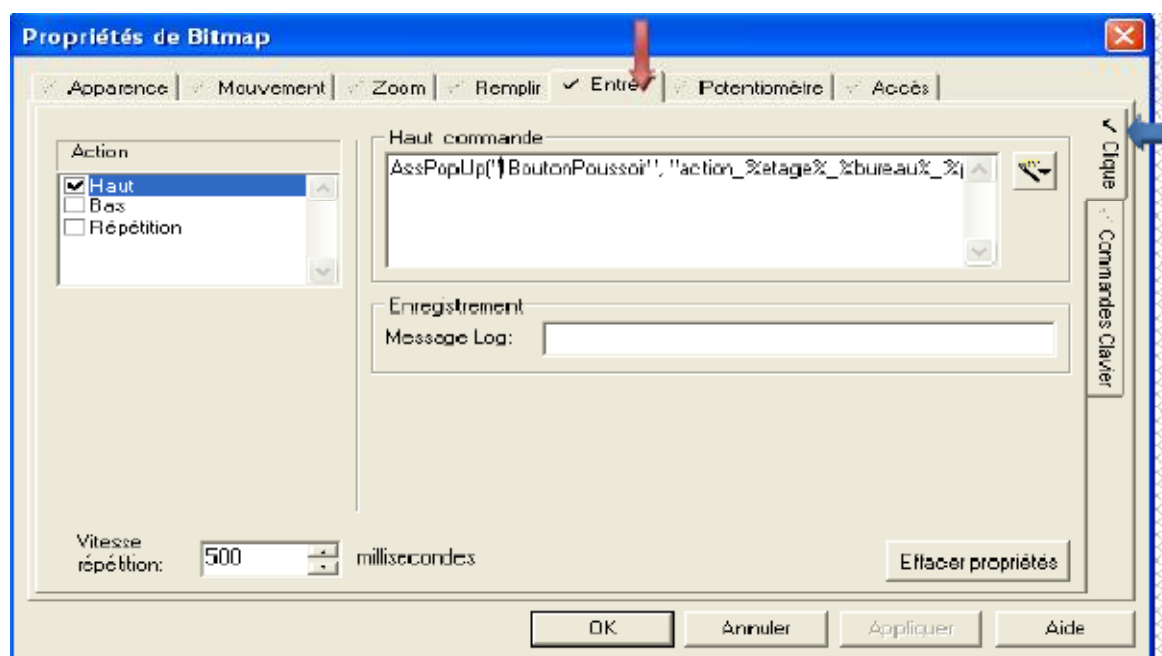 Propriétés de Bitmap
Apparence Mouvement Zoom Remplir Entrée Potentiomètre Accès
Action
Haut
Bas
Répétition
Haut commande
AssPopUp("!BoutonPoussoir", "action_%etage%_%bureau%_%
Enregistrement
Message Log:
Vitesse
répétition:
500
millisecondes
Effacer propriétés
Clique
Commandes Clavier
OK Annuler Appliquer Aide